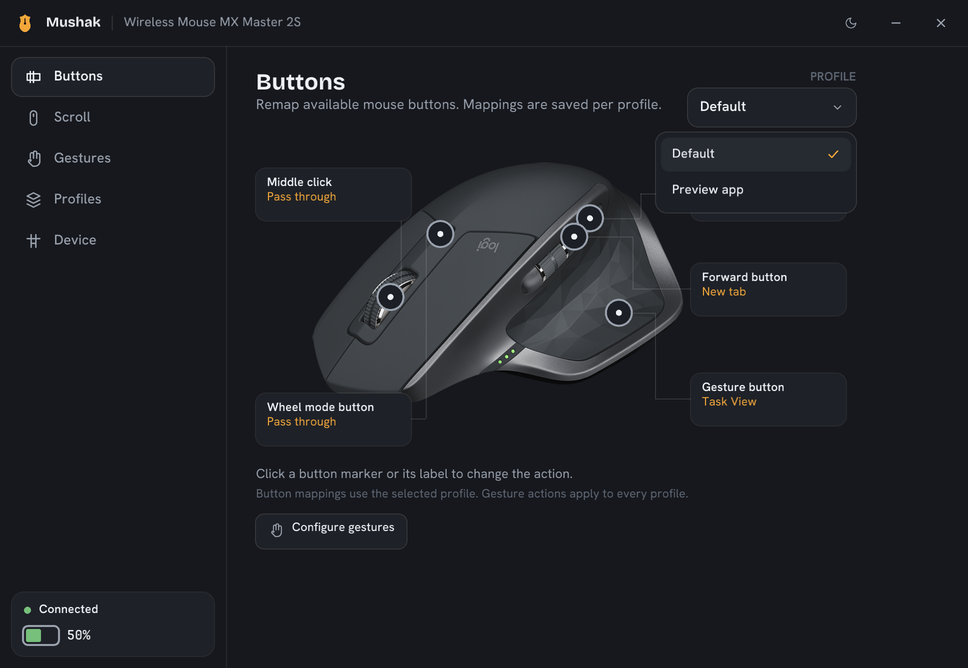 Mushak
Wireless Mouse MX Master 2S
Buttons
Scroll
Gestures
Profiles
Device
Connected
50%
Buttons
Remap available mouse buttons. Mappings are saved per profile.
PROFILE
Default
Default
Preview app
Middle click
Pass through
logi
Forward button
New tab
Gesture button
Task View
Wheel mode button
Pass through
Click a button marker or its label to change the action.
Button mappings use the selected profile. Gesture actions apply to every profile.
Configure gestures